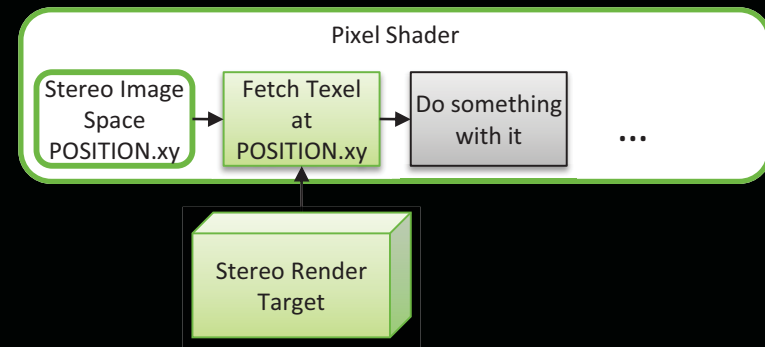 Pixel Shader
Stereo Image
Space
POSITION.xy
Fetch Texel
at
POSITION.xy
Do something
with it
...
Stereo Render
Target